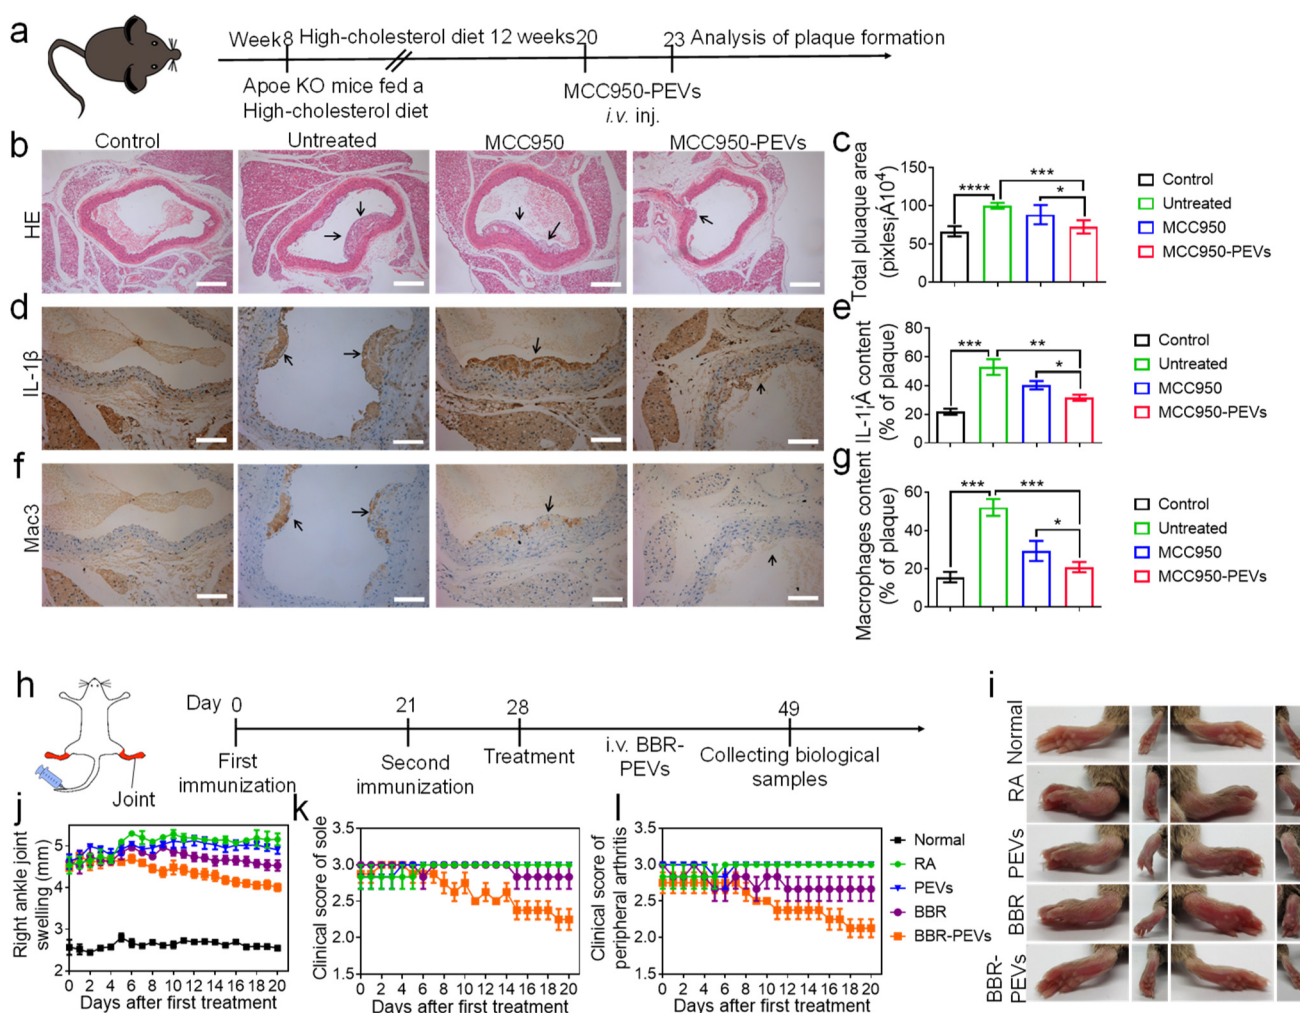 a
Week8 High-cholesterol diet 12 weeks20 23 Analysis of plaque formation
Apoe KO mice fed a
High-cholesterol diet
MCC950-PEVs
i.v. inj.
b Control Untreated MCC950 MCC950-PEVs
HE
c
Total pluaque area
(pixles¡Á10⁴)
150
100
50
0
**** *** *
Control
Untreated
MCC950
MCC950-PEVs
d
IL-1β
e
IL-1¦Â content
(% of plaque)
80
60
40
20
0
*** ** *
Control
Untreated
MCC950
MCC950-PEVs
f
Mac3
g
Macrophages content
(% of plaque)
60
40
20
0
*** *** *
Control
Untreated
MCC950
MCC950-PEVs
h
Day 0 21 28 49
First
immunization
Second
immunization
Treatment
i.v. BBR-
PEVs
Collecting biological
samples
Joint
i
Normal
RA
PEVs
BBR
BBR-
PEVs
j
Right ankle joint
swelling (mm)
5
4
3
2
0 2 4 6 8 10 12 14 16 18 20
Days after first treatment
k
Clinical score of sole
3.5
3.0
2.5
2.0
1.5
0 2 4 6 8 10 12 14 16 18 20
Days after first treatment
l
Clinical score of
peripheral arthritis
3.5
3.0
2.5
2.0
1.5
0 2 4 6 8 10 12 14 16 18 20
Days after first treatment
Normal
RA
PEVs
BBR
BBR-PEVs